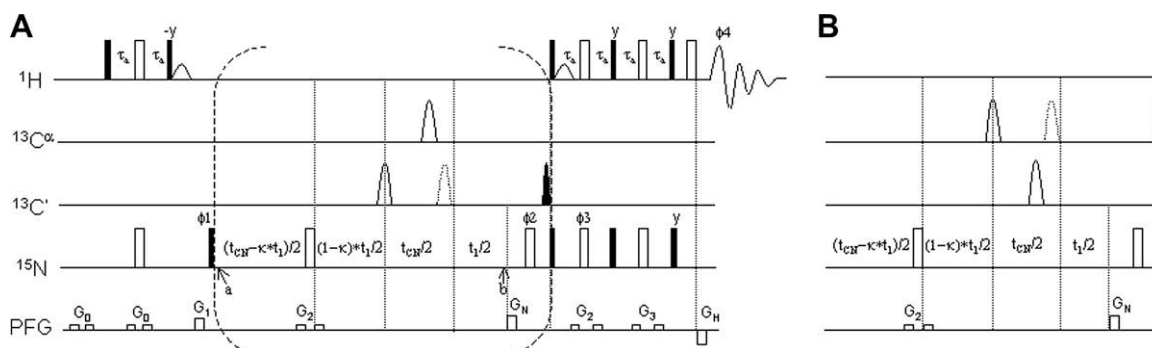 A
B
-y y y ϕ4
τa τa τa τa τa τa
¹H
¹³Cα
¹³C'
ϕ1 ϕ2 ϕ3 y
(tCN-κ*t1)/2 (1-κ)*t1/2 tCN/2 t1/2
(tCN-κ*t1)/2 (1-κ)*t1/2 tCN/2 t1/2
¹⁵N
a b
G0 G0 G1 G2 GN G2 G3 GH
G2 GN
PFG